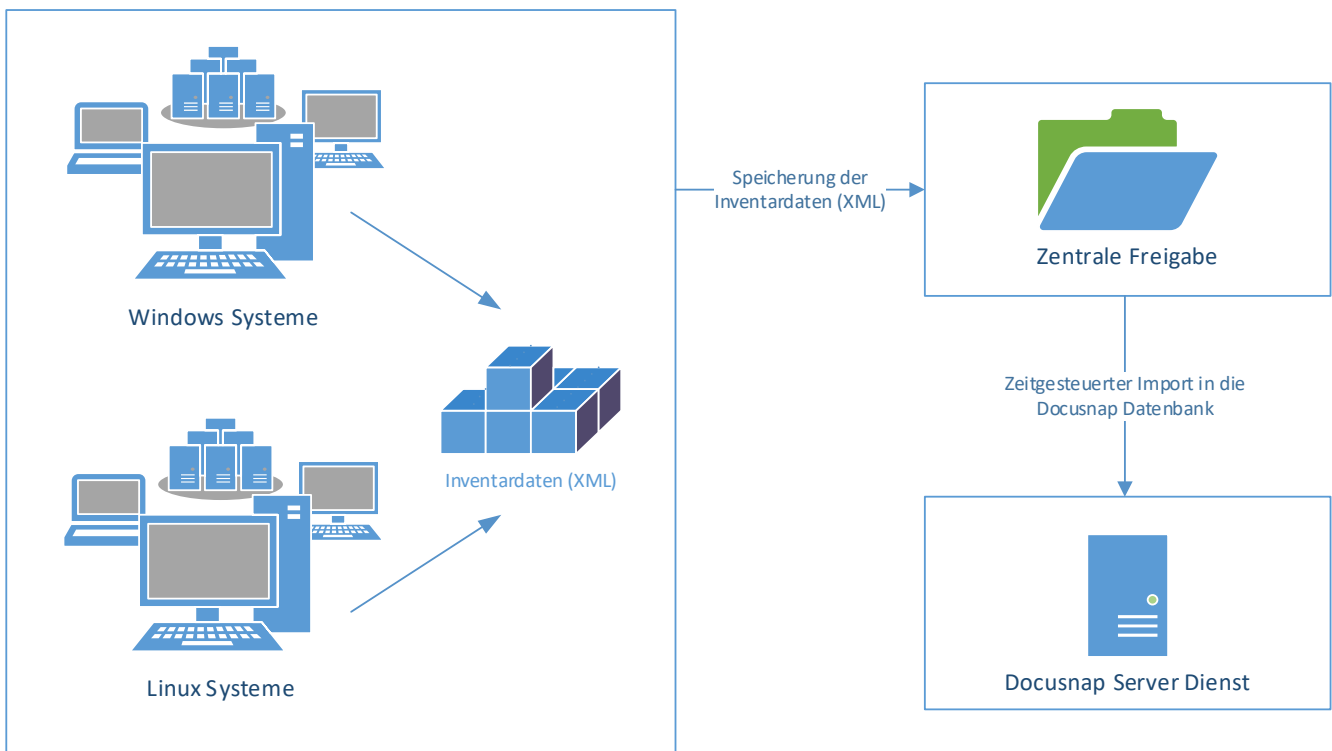 Windows Systeme
Inventardaten (XML)
Linux Systeme
Speicherung der
Inventardaten (XML)
Zentrale Freigabe
Zeitgesteuerter Import in die
Docusnap Datenbank
Docusnap Server Dienst